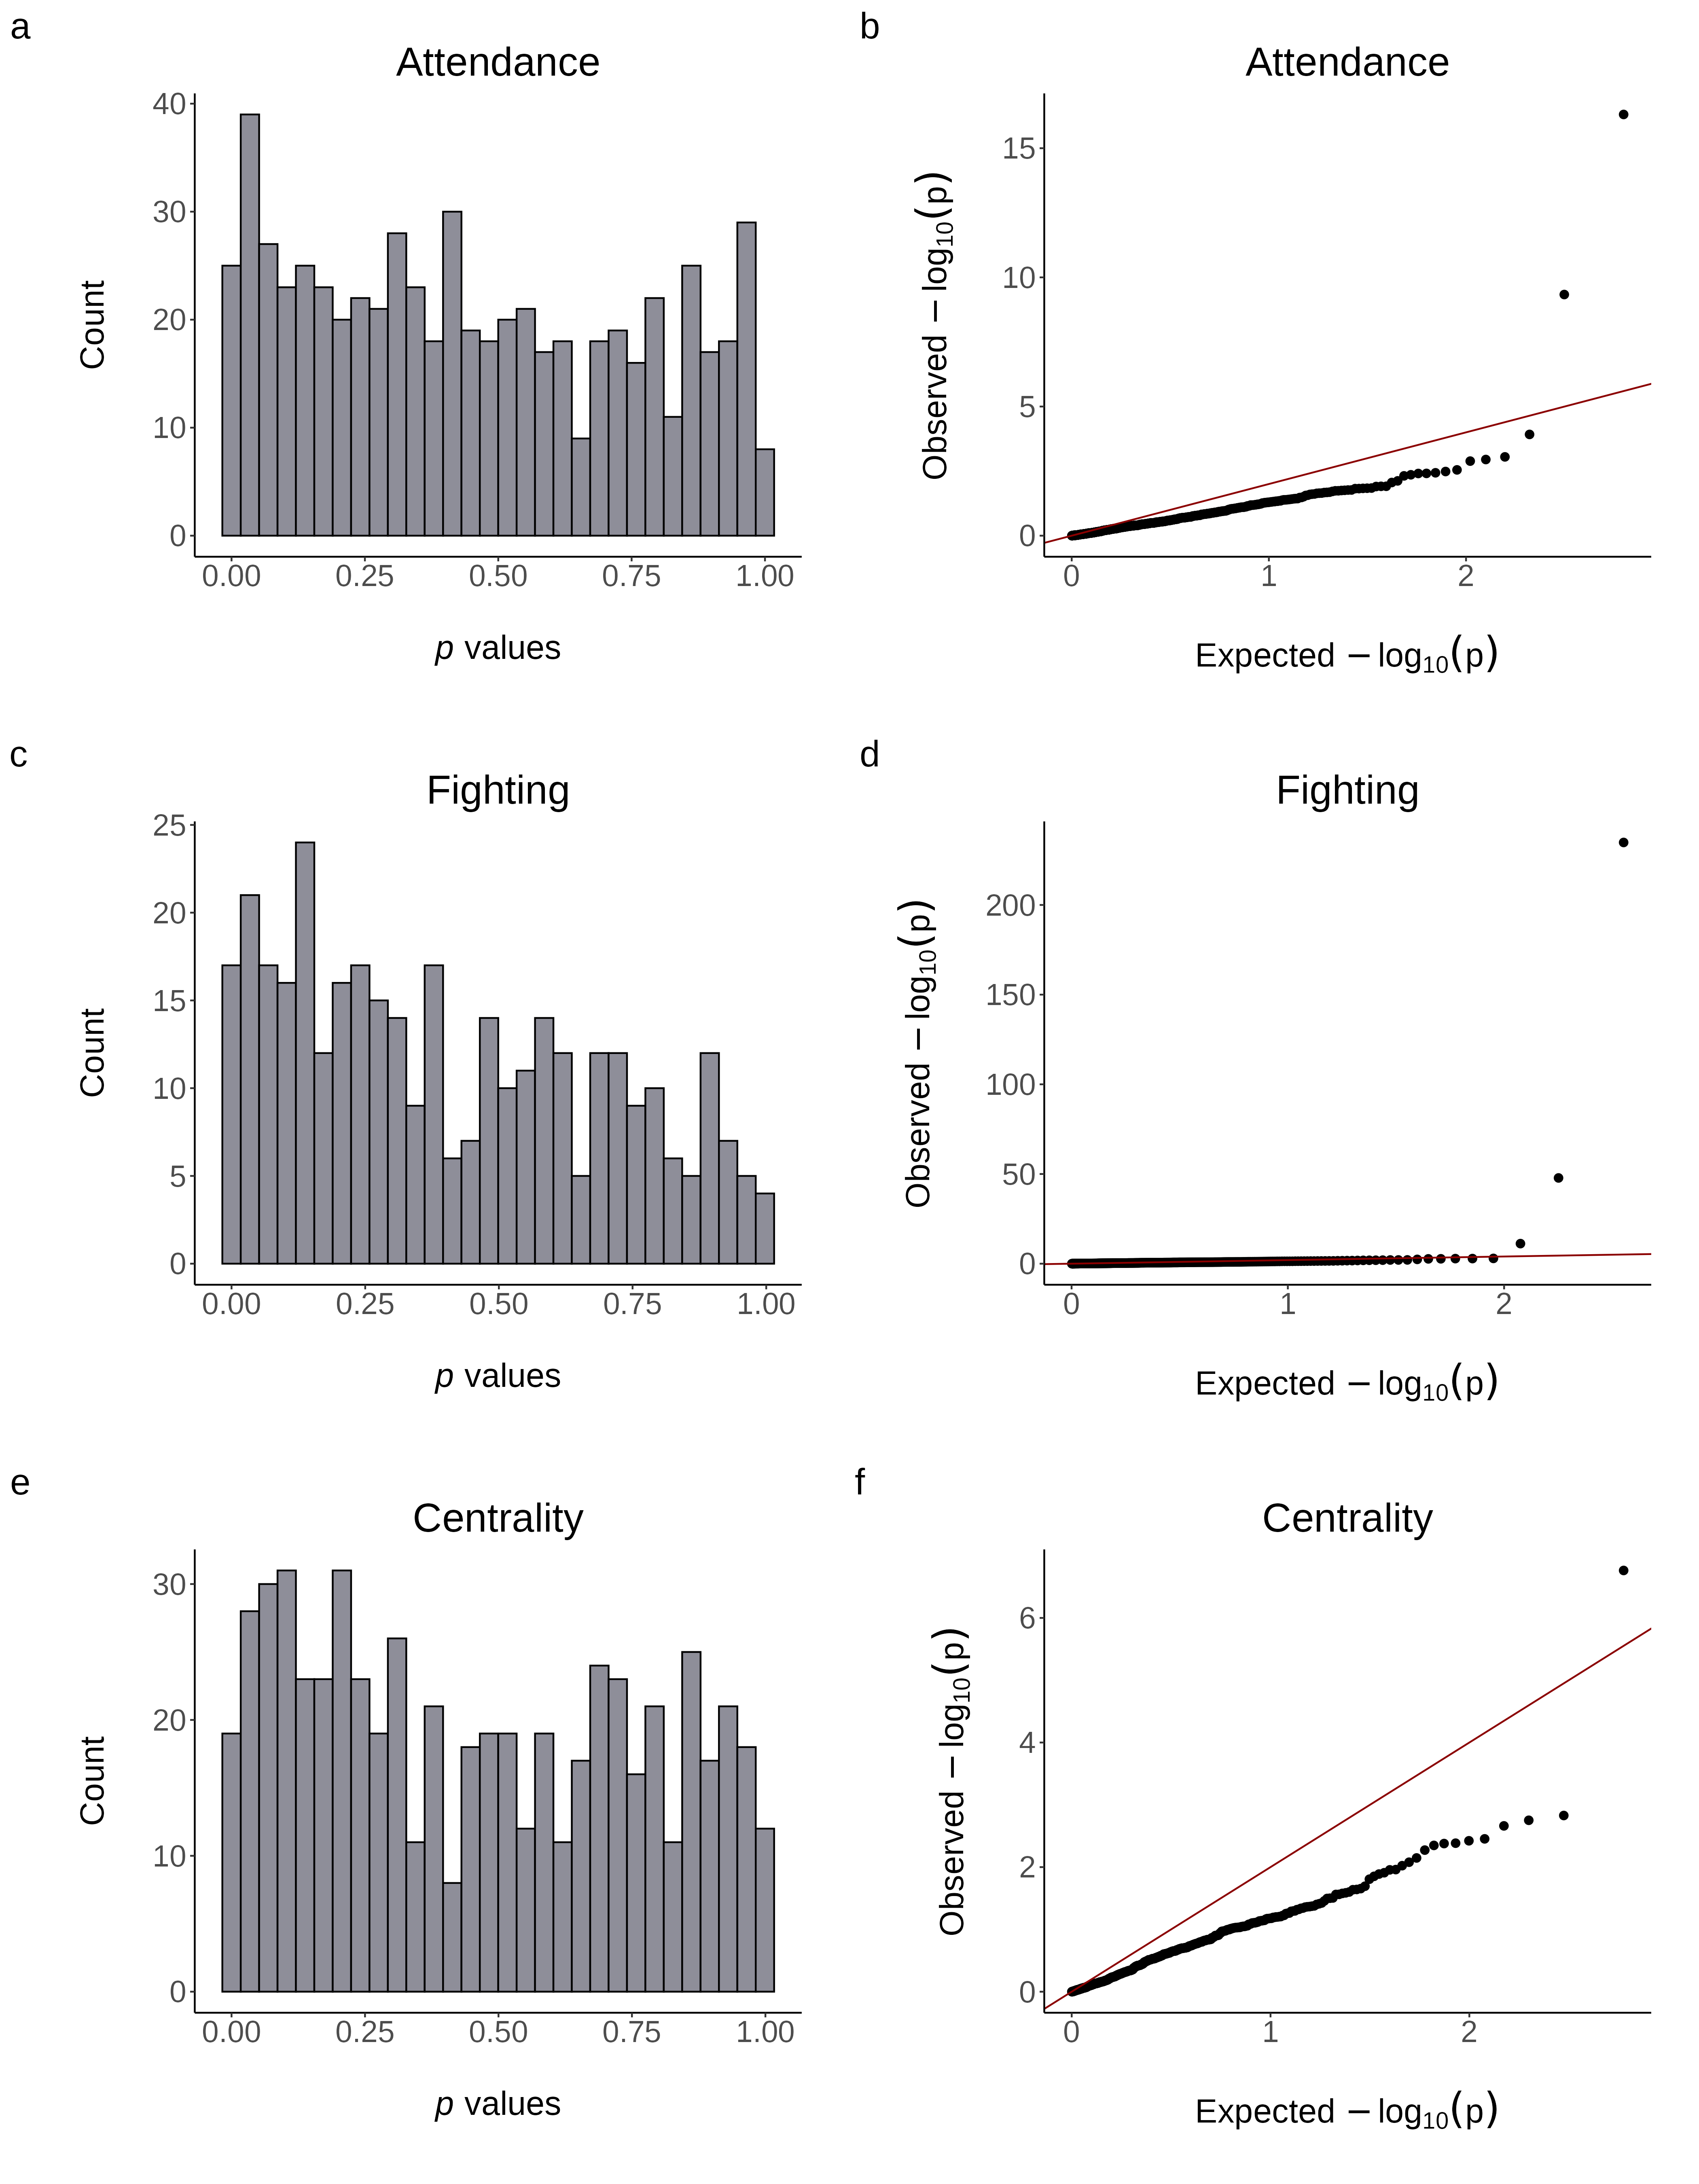 a
Attendance
40
30
20
10
0
0.00 0.25 0.50 0.75 1.00
Count
p values
b
Attendance
15
10
5
0
0 1 2
Observed −log10(p)
Expected −log10(p)
c
Fighting
25
20
15
10
5
0
0.00 0.25 0.50 0.75 1.00
Count
p values
d
Fighting
200
150
100
50
0
0 1 2
Observed −log10(p)
Expected −log10(p)
e
Centrality
30
20
10
0
0.00 0.25 0.50 0.75 1.00
Count
p values
f
Centrality
6
4
2
0
0 1 2
Observed −log10(p)
Expected −log10(p)